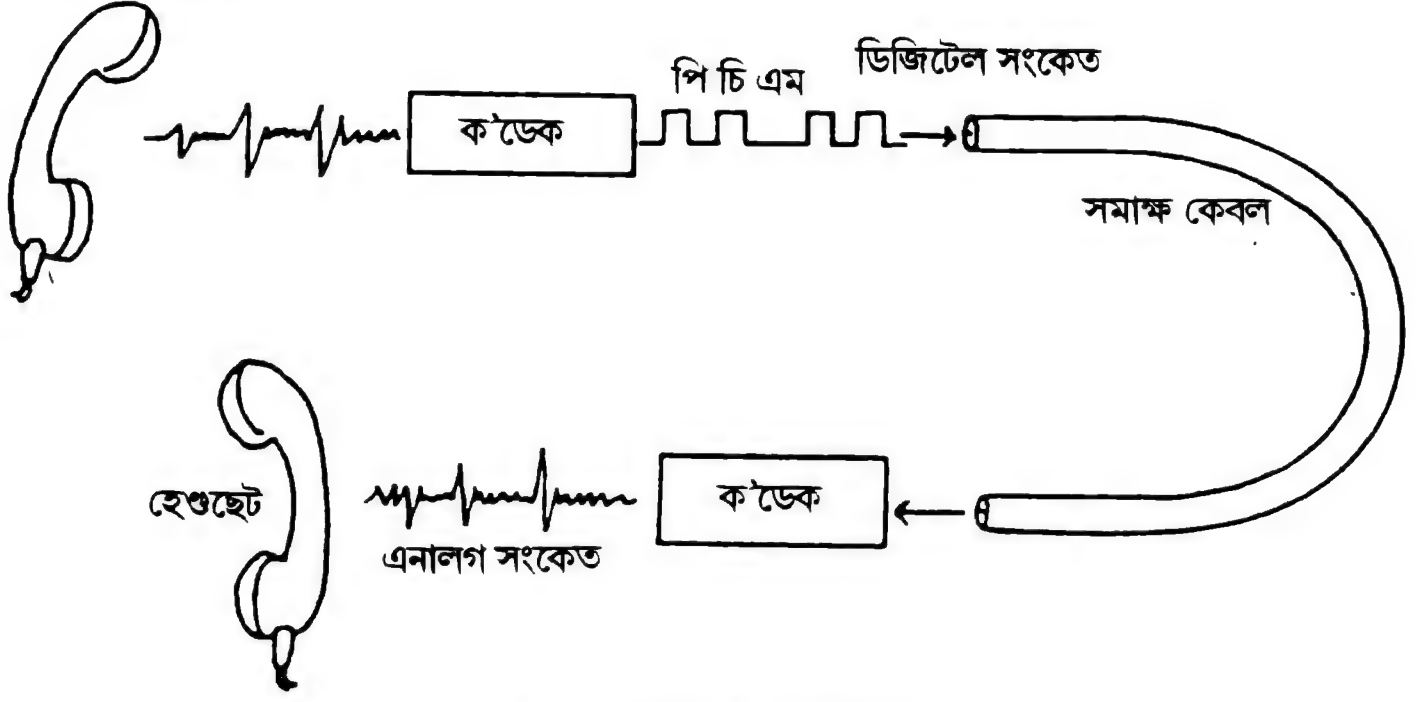 পি চি এম
ডিজিটেল সংকেত
ক'ডেক
সমাক্ষ কেবল
হেণ্ডছেট
ক'ডেক
এনালগ সংকেত